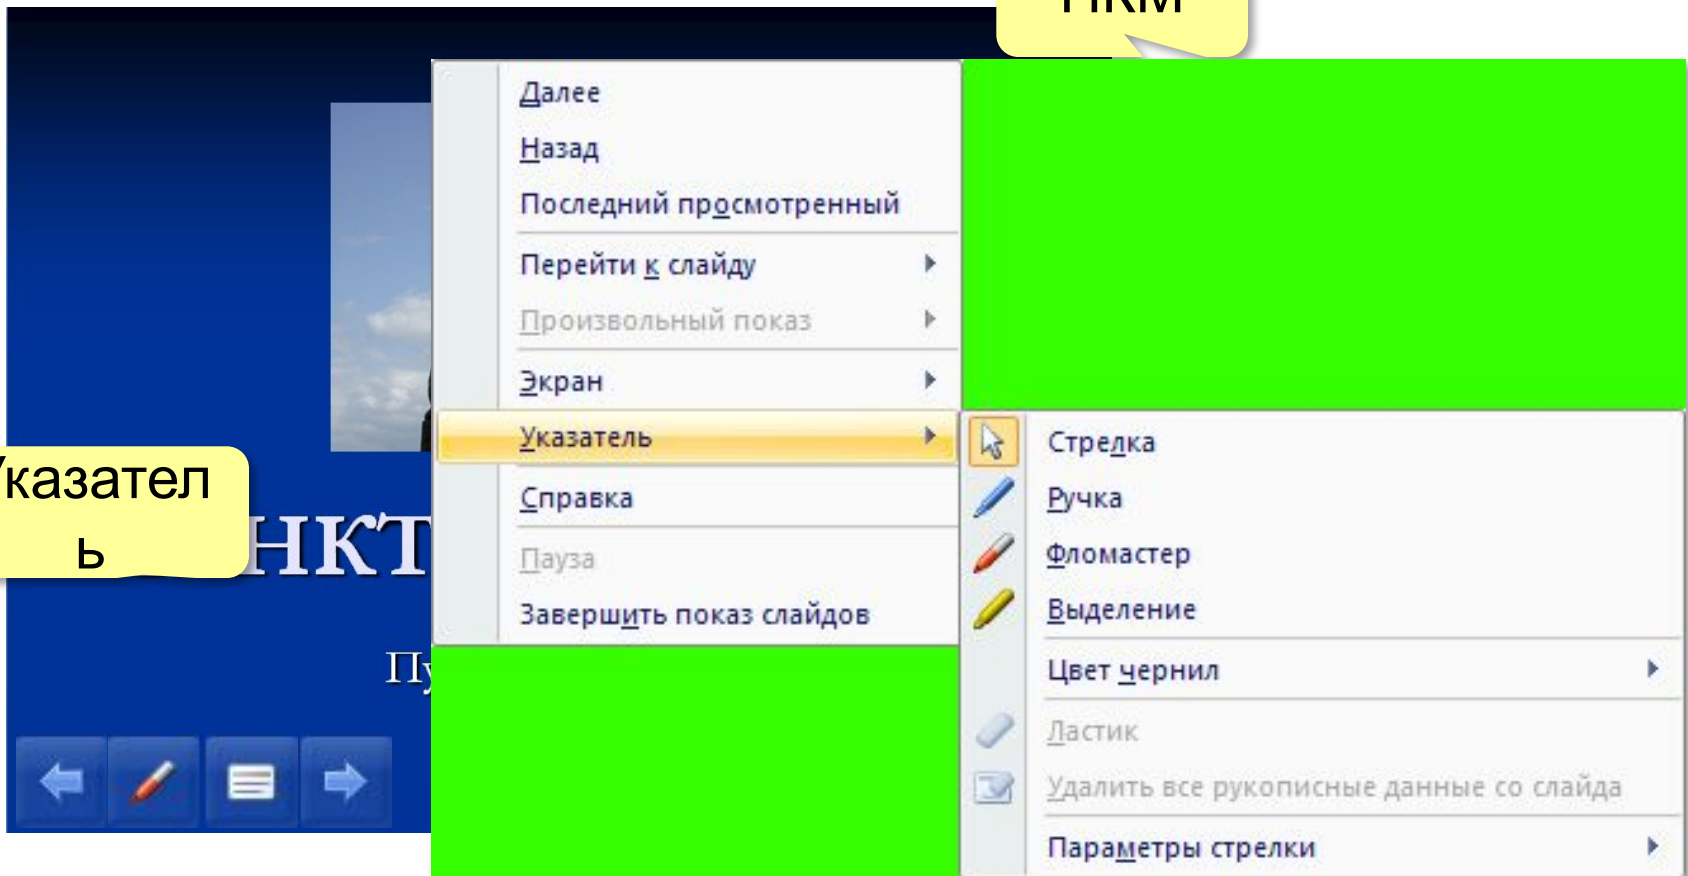 ПКМ
Далее
Назад
Последний просмотренный
Перейти к слайду
Произвольный показ
Экран
Указатель
Справка
Пауза
Завершить показ слайдов
Стрелка
Ручка
Фломастер
Выделение
Цвет чернил
Ластик
Удалить все рукописные данные со слайда
Параметры стрелки
Указател
ь
нкт
Пу